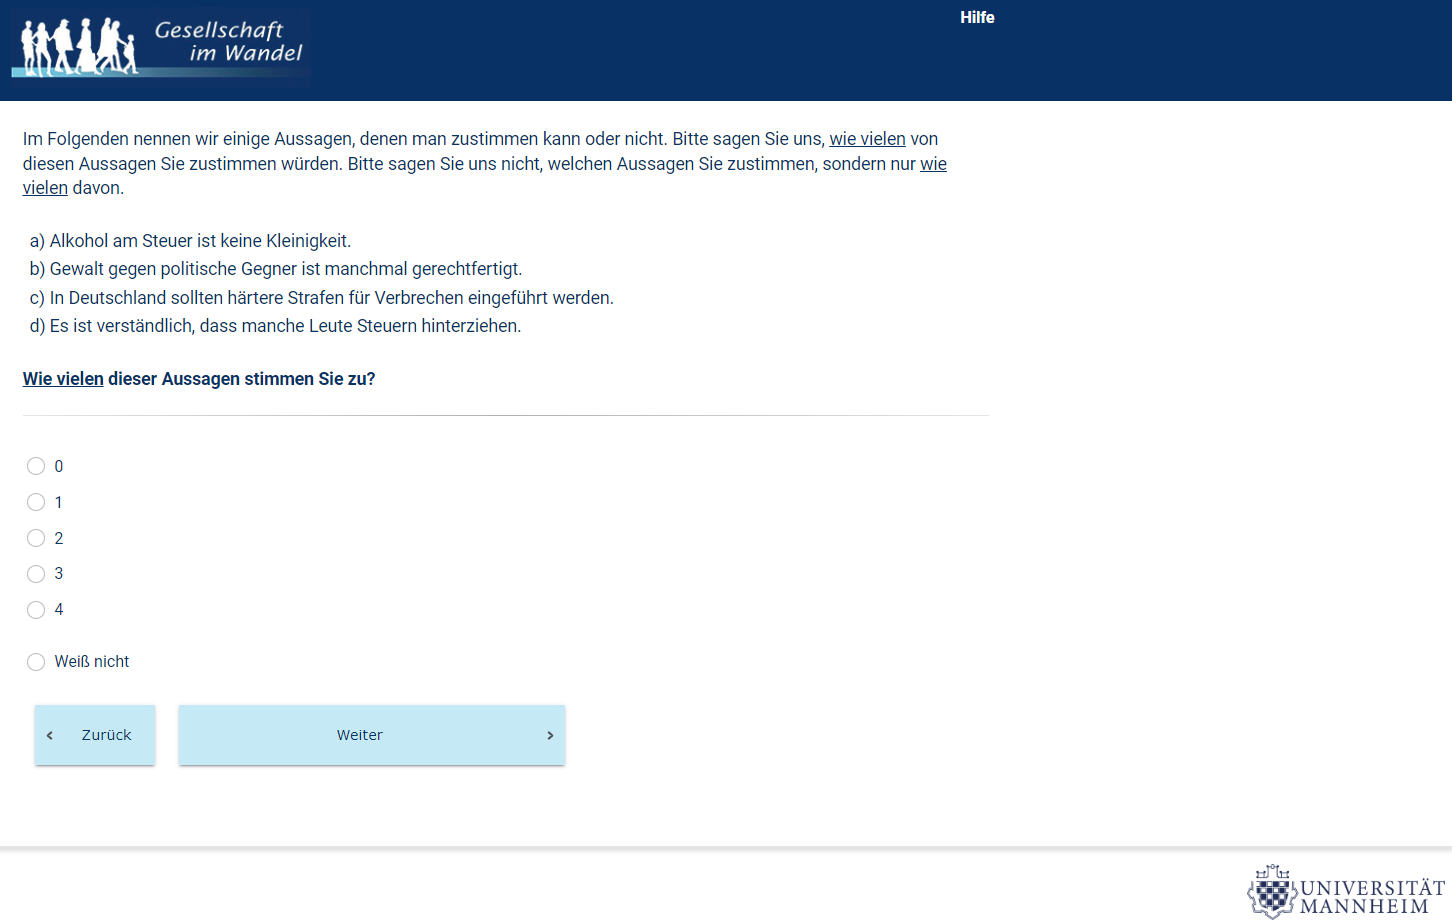 Gesellschaft
im Wandel
Hilfe
Im Folgenden nennen wir einige Aussagen, denen man zustimmen kann oder nicht. Bitte sagen Sie uns, wie vielen von
diesen Aussagen Sie zustimmen würden. Bitte sagen Sie uns nicht, welchen Aussagen Sie zustimmen, sondern nur wie
vielen davon.
a) Alkohol am Steuer ist keine Kleinigkeit.
b) Gewalt gegen politische Gegner ist manchmal gerechtfertigt.
c) In Deutschland sollten härtere Strafen für Verbrechen eingeführt werden.
d) Es ist verständlich, dass manche Leute Steuern hinterziehen.
Wie vielen dieser Aussagen stimmen Sie zu?
0
1
2
3
4
Weiß nicht
Zurück
Weiter
UNIVERSITÄT
MANNHEIM